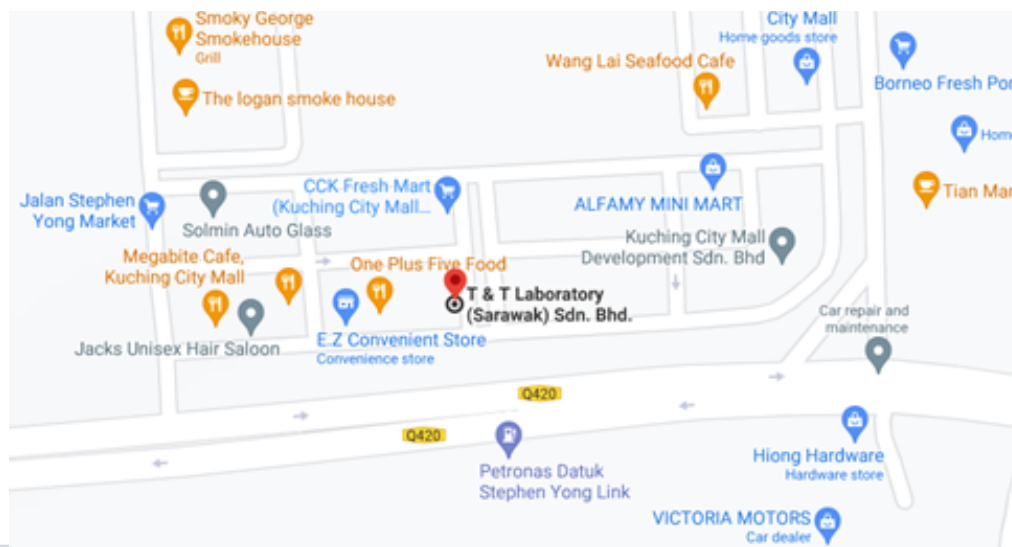 Smoky George
Smokehouse
Grill
The logan smoke house
City Mall
Home goods store
Wang Lai Seafood Cafe
Borneo Fresh Por
Home
Tian Mar
CCK Fresh Mart
(Kuching City Mall...
Jalan Stephen
Yong Market
Solmin Auto Glass
ALFAMY MINI MART
Kuching City Mall
Development Sdn. Bhd
Megabite Cafe,
Kuching City Mall
One Plus Five Food
T & T Laboratory
(Sarawak) Sdn. Bhd.
Car repair and
maintenance
Jacks Unisex Hair Saloon
E.Z Convenient Store
Convenience store
Q420
Q420
Petronas Datuk
Stephen Yong Link
Hiong Hardware
Hardware store
VICTORIA MOTORS
Car dealer